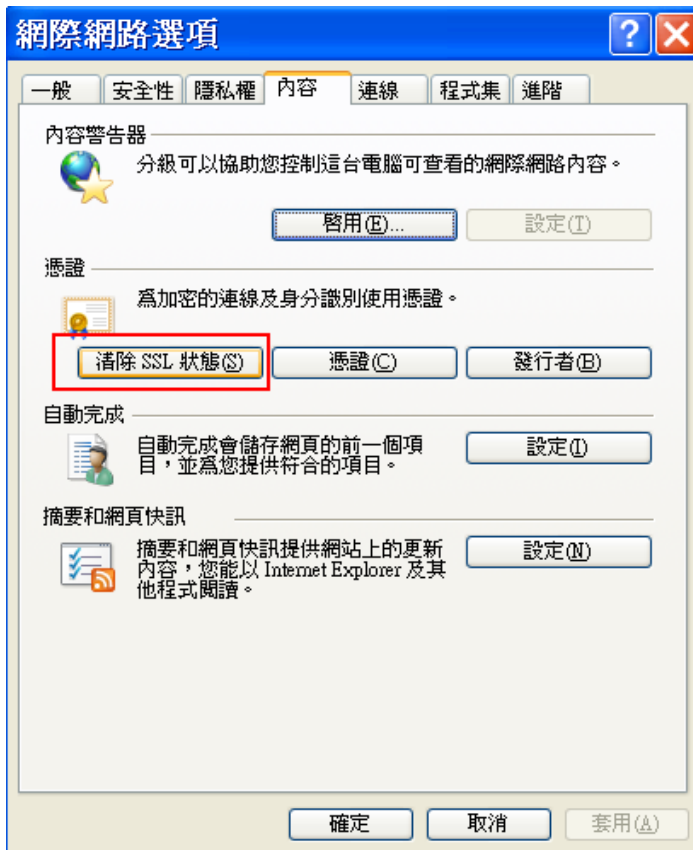 網際網路選項
一般 安全性 隱私權 內容 連線 程式集 進階
內容警告器
分級可以協助您控制這台電腦可查看的網際網路內容。
啓用(E)... 設定(T)
憑證
爲加密的連線及身分識別使用憑證。
清除 SSL 狀態(S) 憑證(C) 發行者(B)
自動完成
自動完成會儲存網頁的前一個項
目，並爲您提供符合的項目。
設定(I)
摘要和網頁快訊
摘要和網頁快訊提供網站上的更新
內容，您能以 Internet Explorer 及其
他程式閱讀。
設定(N)
確定 取消 套用(A)